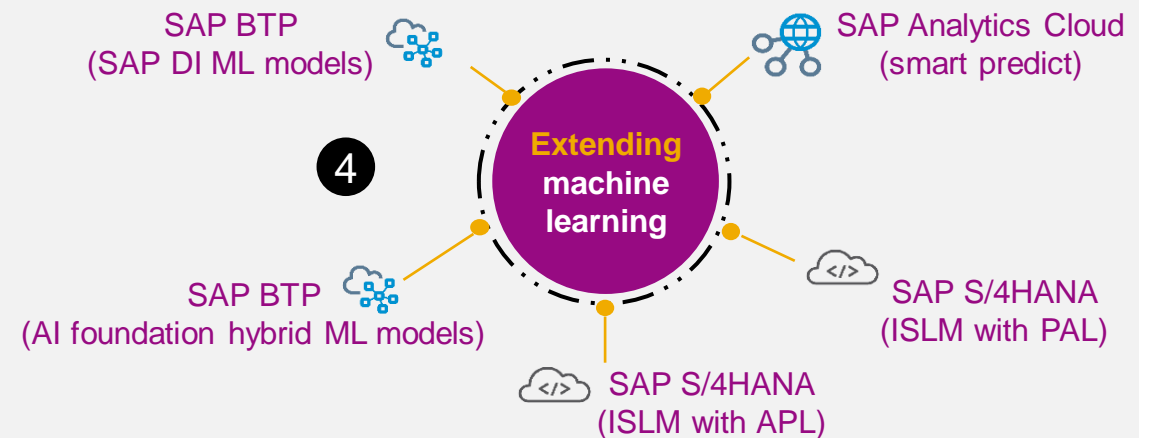 SAP BTP
(SAP DI ML models)
SAP Analytics Cloud
(smart predict)
4
Extending
machine
learning
SAP BTP
(AI foundation hybrid ML models)
</>
SAP S/4HANA
(ISLM with PAL)
</>
SAP S/4HANA
(ISLM with APL)